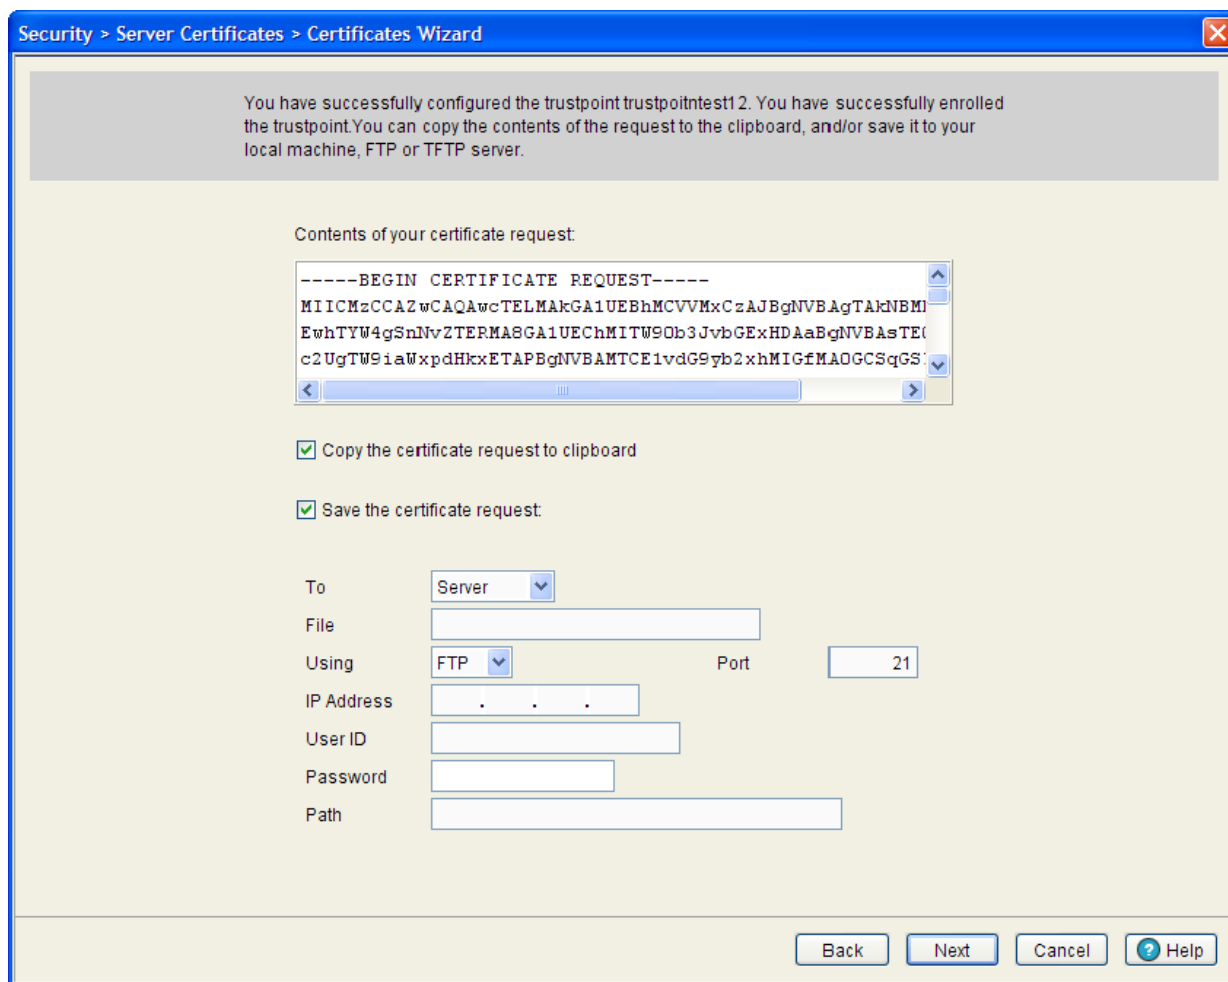 Security > Server Certificates > Certificates Wizard
You have successfully configured the trustpoint trustpoitntest12. You have successfully enrolled
the trustpoint.You can copy the contents of the request to the clipboard, and/or save it to your
local machine, FTP or TFTP server.
Contents of your certificate request:
-----BEGIN CERTIFICATE REQUEST-----
MIICMzCCAZwCAQAwcTELMAkGA1UEBhMCVVMxCzAJBgNVBAgTAkNBM
EwhTYW4gSnNvZTERMA8GA1UEChMITW90b3JvbGExHDAaBgNVBAsTE
c2UgTW9iaWxpdHkxETAPBgNVBAMTCE1vdG9yb2xhMIGfMA0GCSqGS
Copy the certificate request to clipboard
Save the certificate request:
To Server
File
Using FTP Port 21
IP Address . . .
User ID
Password
Path
Back Next Cancel ? Help